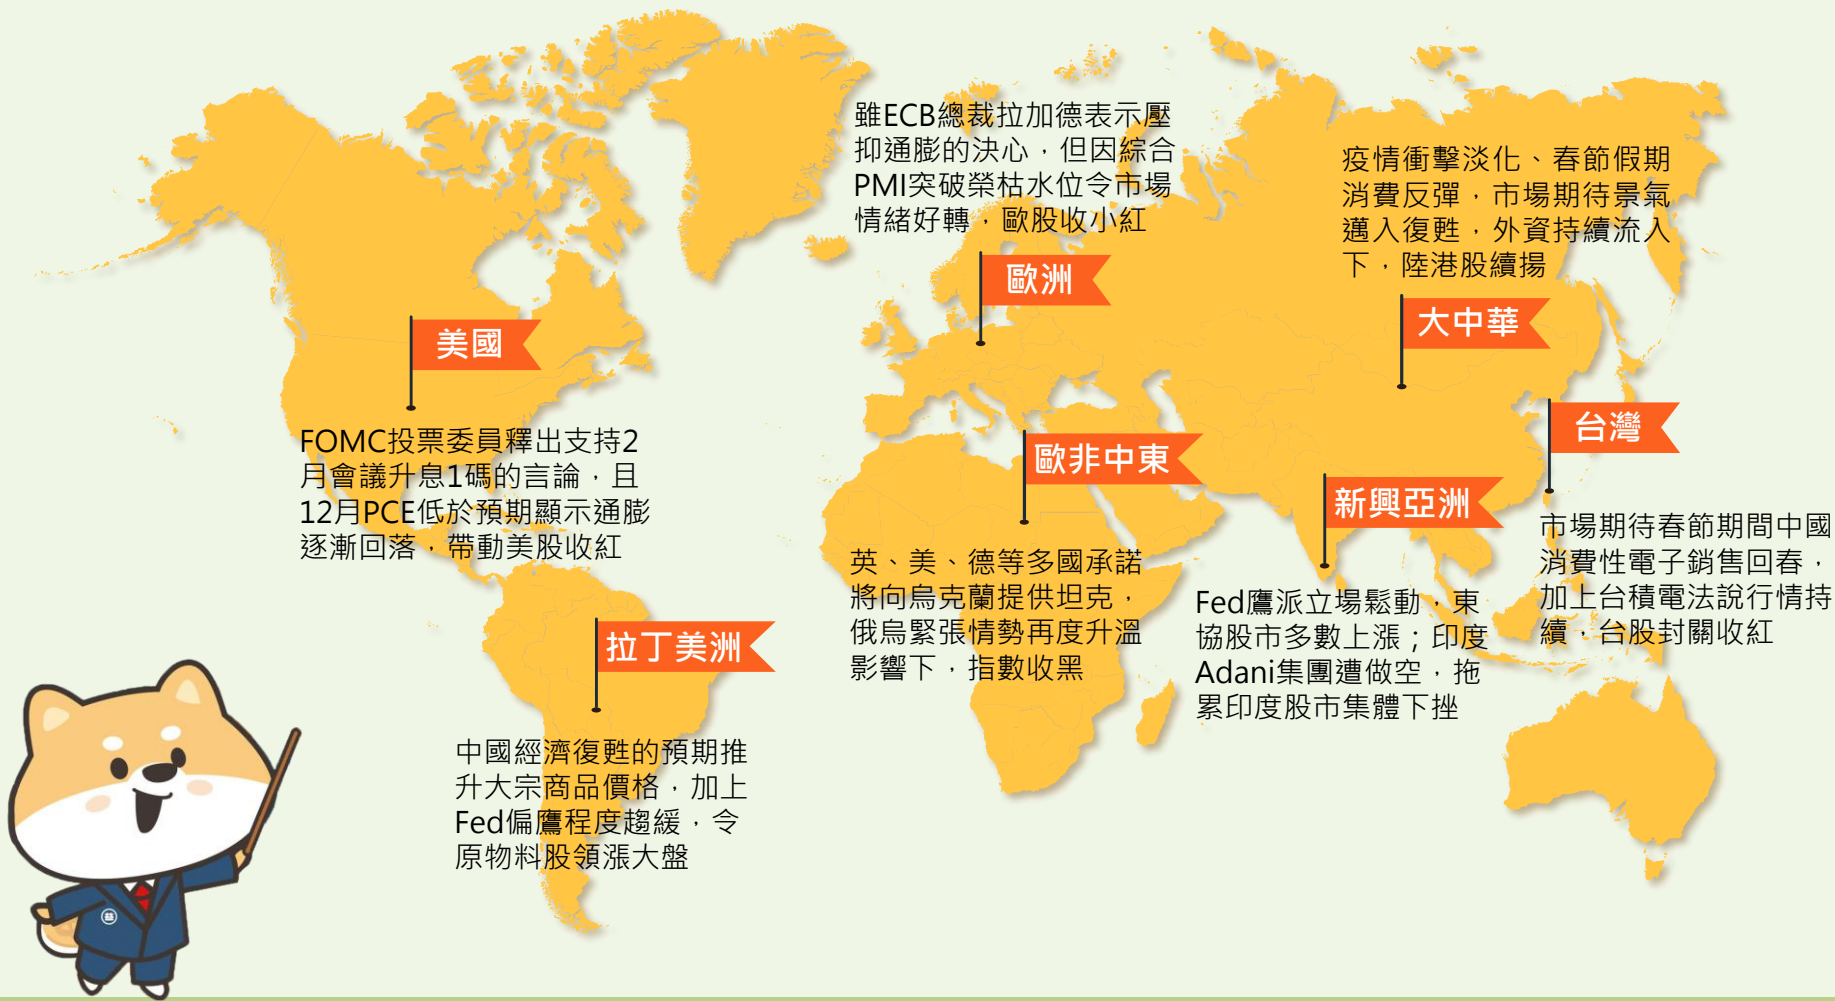 雖ECB總裁拉加德表示壓
抑通膨的決心，但因綜合
PMI突破榮枯水位令市場
情緒好轉，歐股收小紅
歐洲
疫情衝擊淡化、春節假期
消費反彈，市場期待景氣
邁入復甦，外資持續流入
下，陸港股續揚
大中華
美國
FOMC投票委員釋出支持2
月會議升息1碼的言論，且
12月PCE低於預期顯示通膨
逐漸回落，帶動美股收紅
台灣
市場期待春節期間中國
消費性電子銷售回春，
加上台積電法說行情持
續，台股封關收紅
歐非中東
英、美、德等多國承諾
將向烏克蘭提供坦克，
俄烏緊張情勢再度升溫
影響下，指數收黑
新興亞洲
Fed鷹派立場鬆動，東
協股市多數上漲；印度
Adani集團遭做空，拖
累印度股市集體下挫
拉丁美洲
中國經濟復甦的預期推
升大宗商品價格，加上
Fed偏鷹程度趨緩，令
原物料股領漲大盤